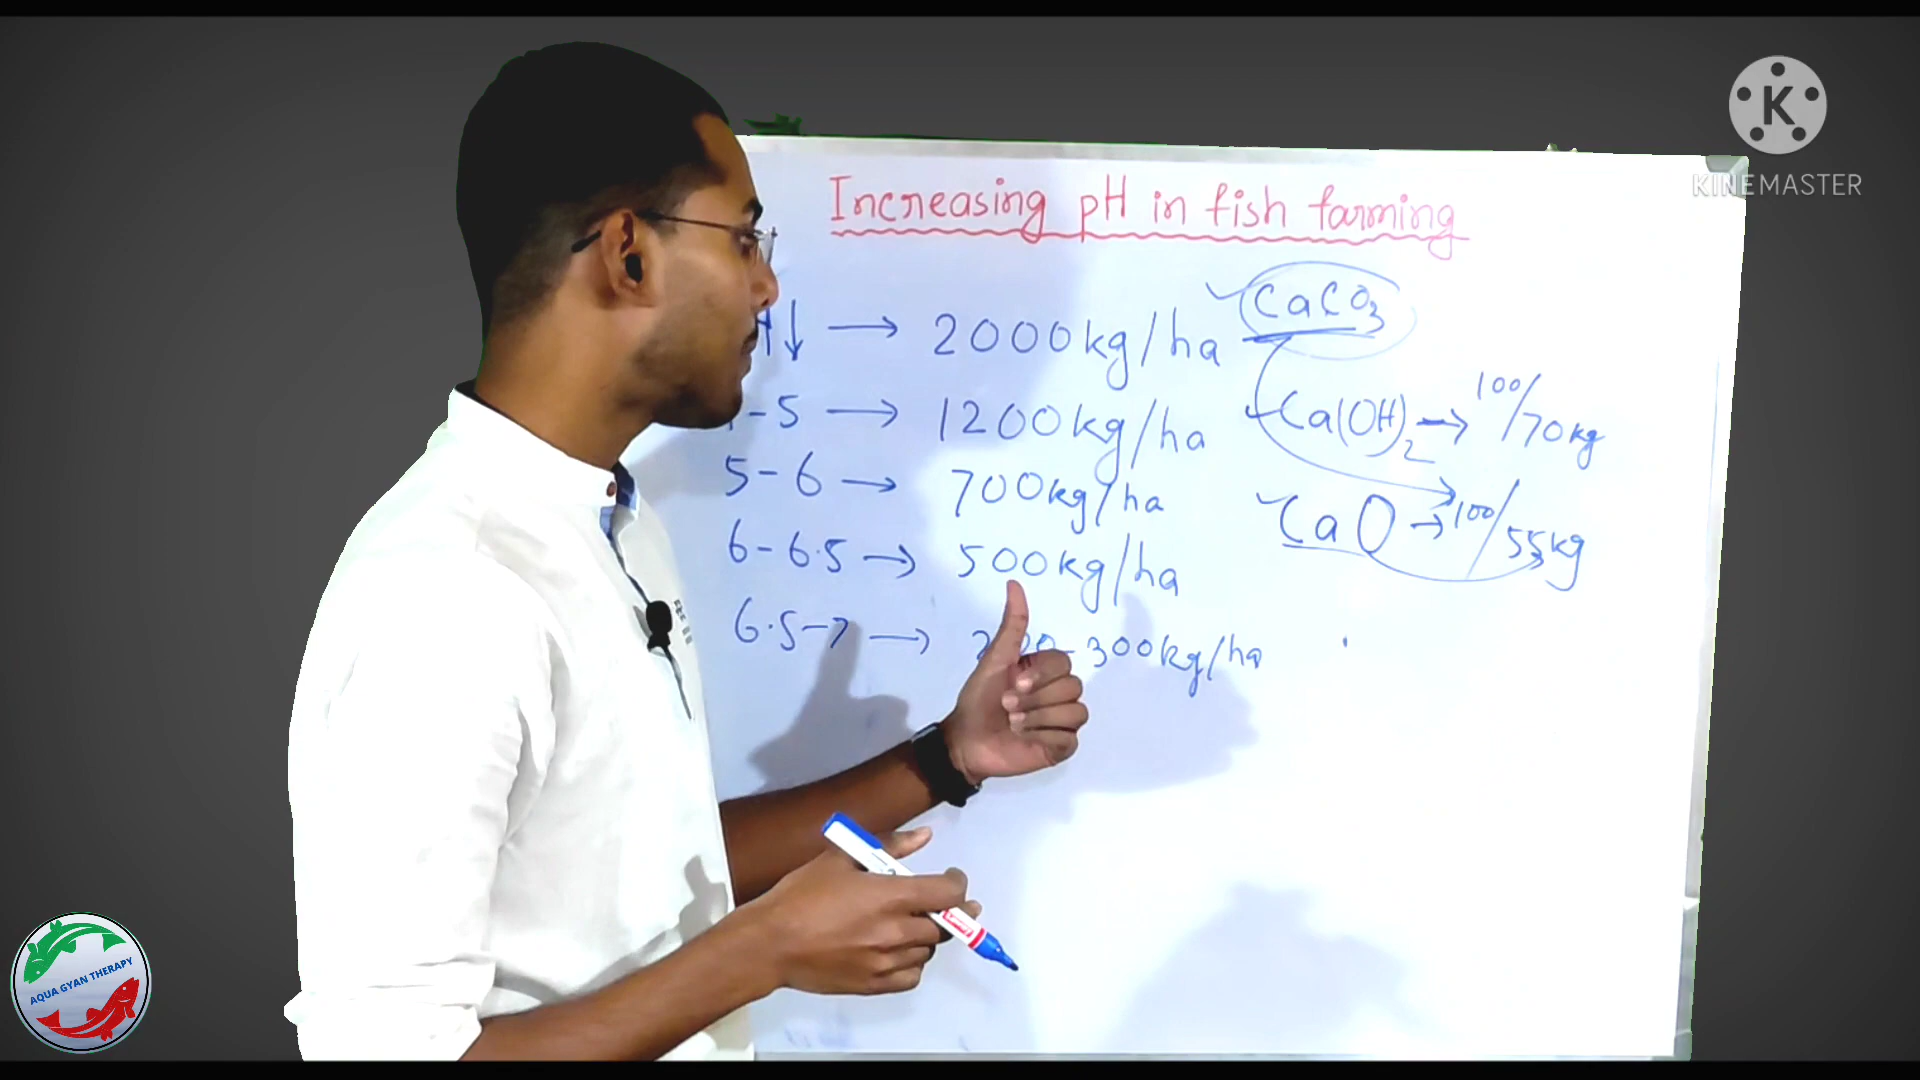 KINEMASTER
Increasing pH in fish farming
↓ → 2000kg/ha
CaCO3
-5 → 1200kg/ha
Ca(OH)2 → 100/70kg
5-6 → 700kg/ha
CaO → 100/55kg
6-6.5 → 500kg/ha
6.5-7 → 300kg/ha
AQUA GYAN THERAPY